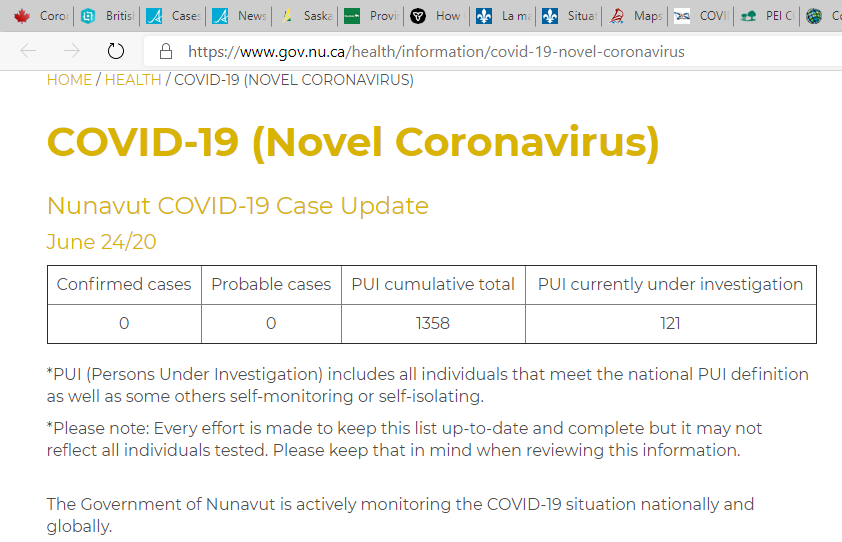 Coror
Britis
Cases
News
Saska
Provi
How
La ma
Situat
Maps
COVI
PEI C
https://www.gov.nu.ca/health/information/covid-19-novel-coronavirus
HOME / HEALTH / COVID-19 (NOVEL CORONAVIRUS)
COVID-19 (Novel Coronavirus)
Nunavut COVID-19 Case Update
June 24/20
Confirmed cases Probable cases PUI cumulative total PUI currently under investigation
0 0 1358 121
*PUI (Persons Under Investigation) includes all individuals that meet the national PUI definition
as well as some others self-monitoring or self-isolating.
*Please note: Every effort is made to keep this list up-to-date and complete but it may not
reflect all individuals tested. Please keep that in mind when reviewing this information.
The Government of Nunavut is actively monitoring the COVID-19 situation nationally and
globally.